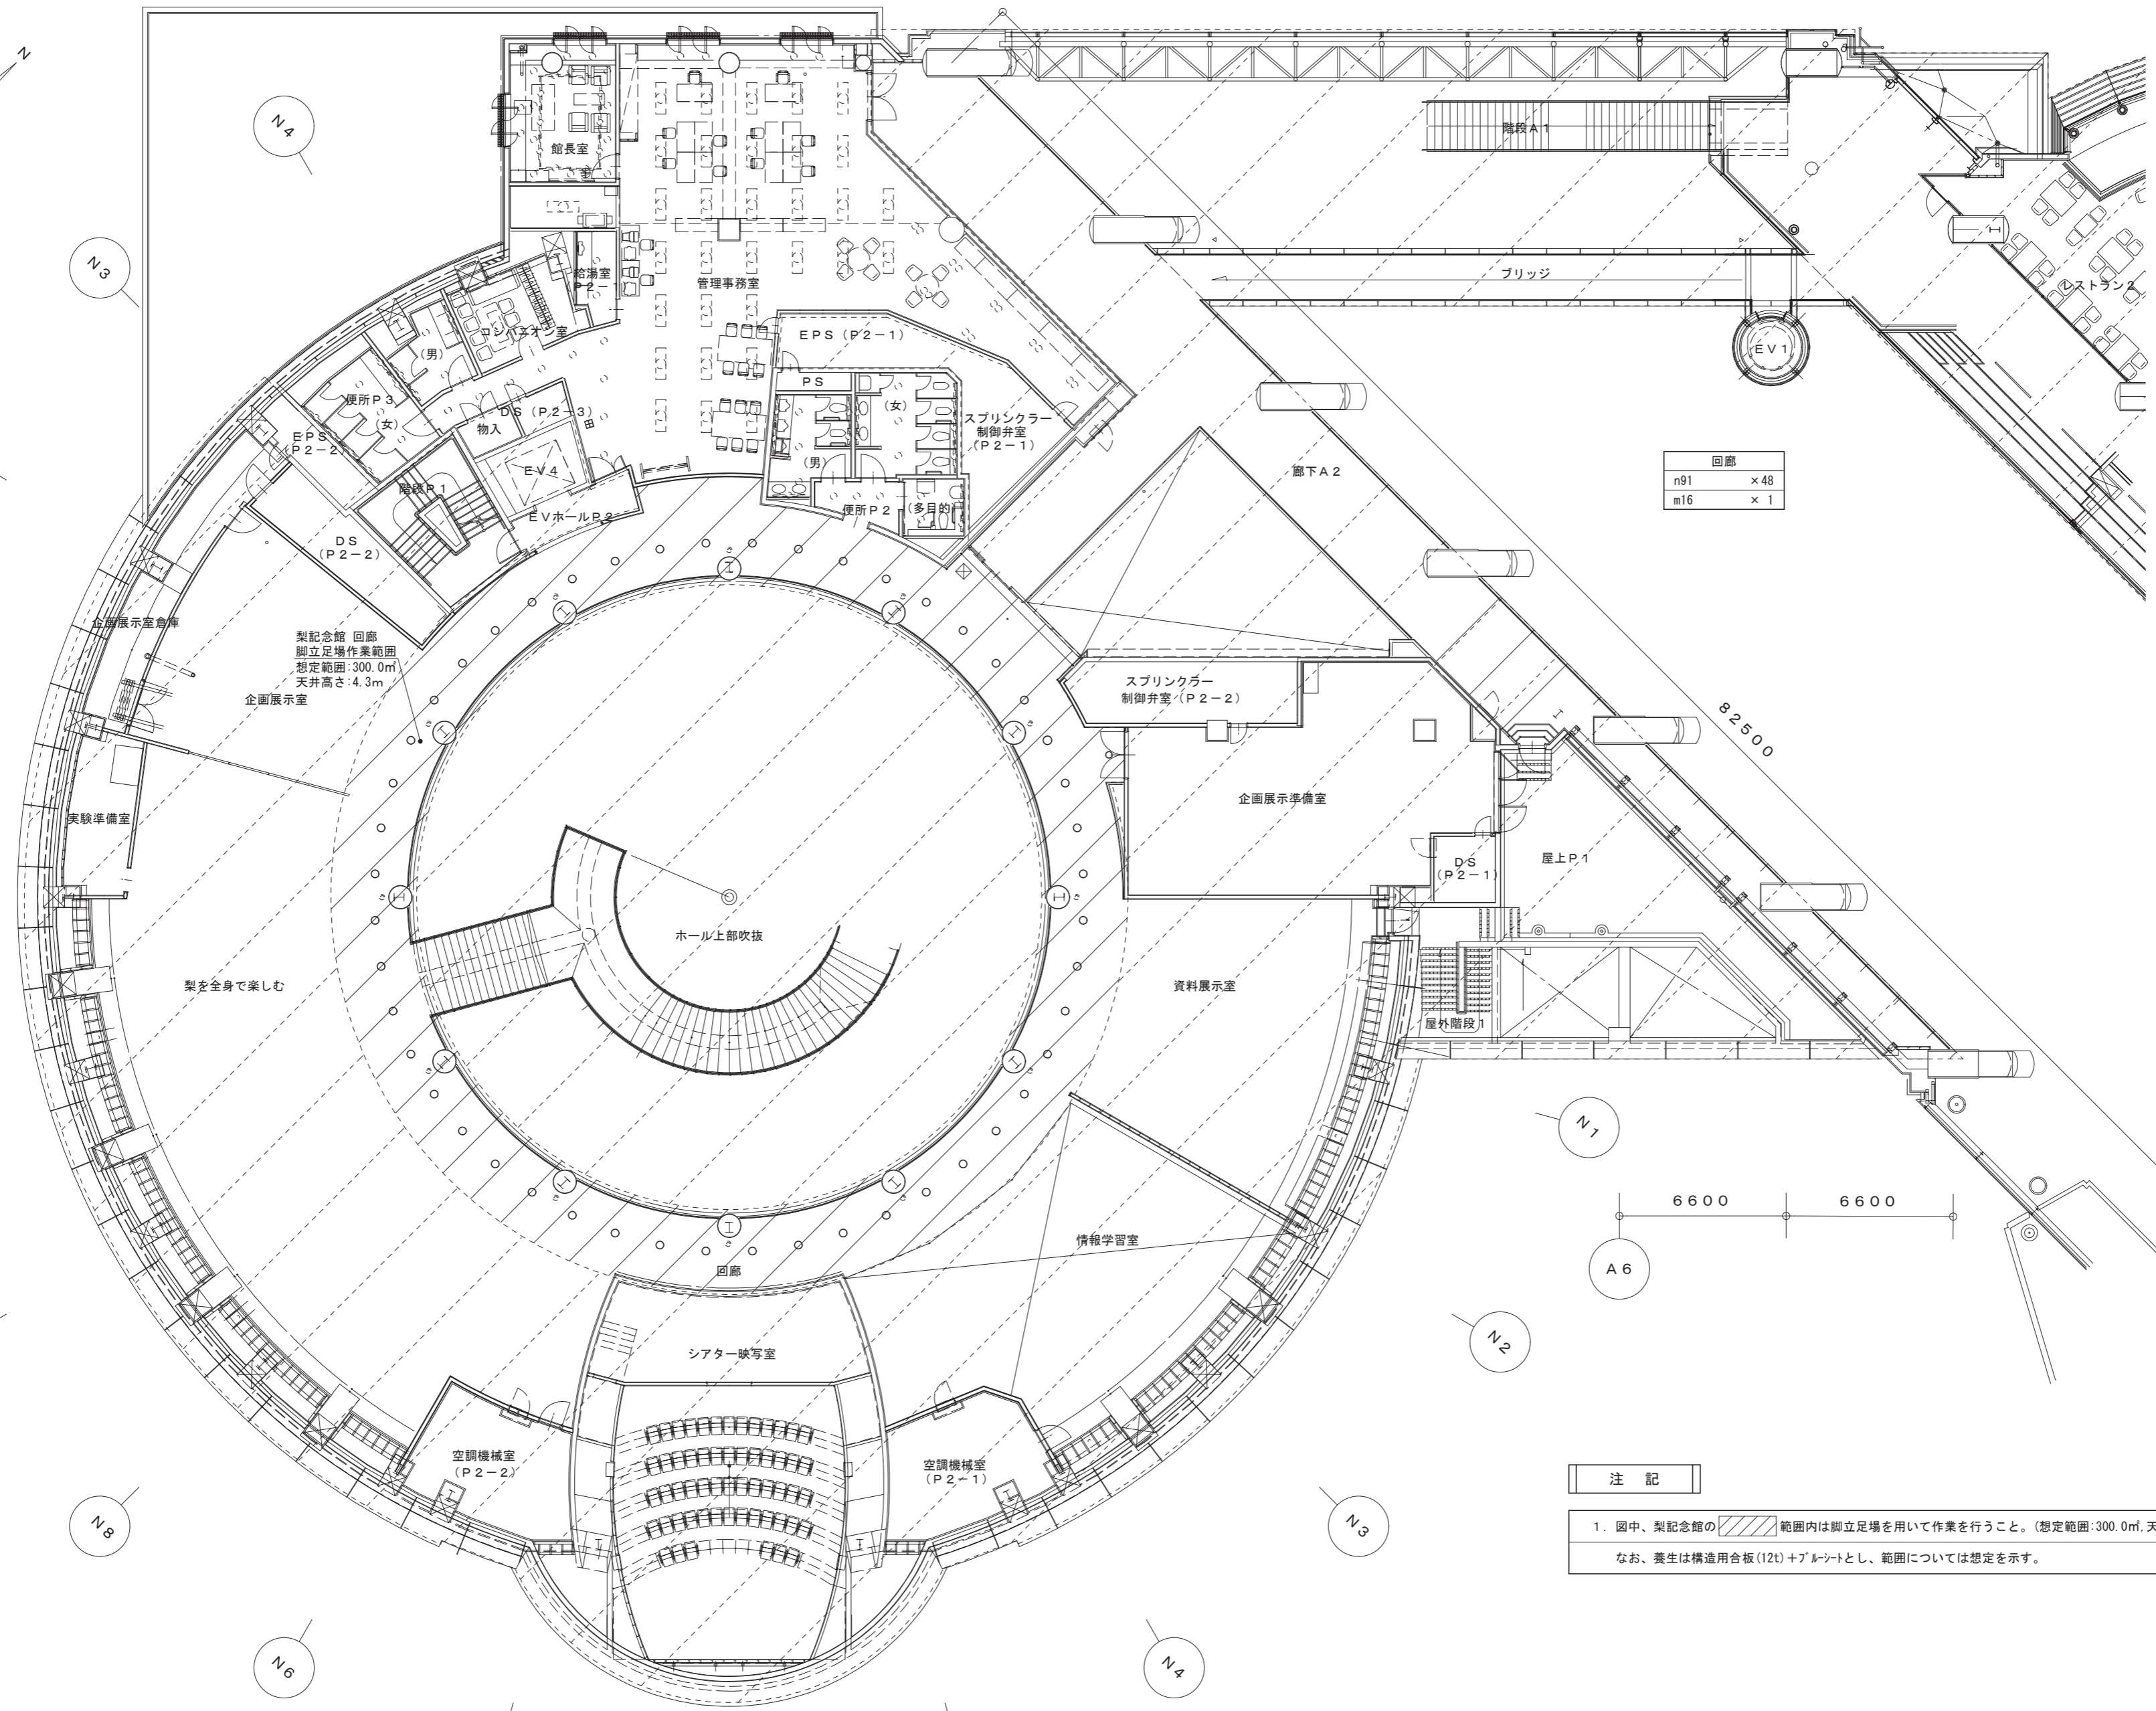 N
N4
N3
館長室
階段A1
給湯室
P2-
管理事務室
ブリッジ
レストラン2
コンパニオン室
EPS(P2-1)
EV1
(男)
PS
便所P3
(女)
(女)
DS(P2-3)
物入
スプリンクラー
制御弁室
(P2-1)
EPS
(P2-2)
EV4
(男)
階段P1
廊下A2
回廊
n91 ×48
m16 × 1
EVホールP2
便所P2
(多目的)
DS
(P2-2)
企画展示室倉庫
梨記念館 回廊
脚立足場作業範囲
想定範囲:300.0㎡
天井高さ:4.3m
企画展示室
スプリンクラー
制御弁室(P2-2)
82500
企画展示準備室
実験準備室
DS
(P2-1)
屋上P1
ホール上部吹抜
梨を全身で楽しむ
資料展示室
屋外階段1
N1
6600
6600
情報学習室
A6
回廊
N2
シアター映写室
空調機械室
(P2-2)
空調機械室
(P2-1)
注 記
N8
N3
1. 図中、梨記念館の 範囲内は脚立足場を用いて作業を行うこと。(想定範囲:300.0㎡,天
なお、養生は構造用合板(12t)+ブルーシートとし、範囲については想定を示す。
N6
N4